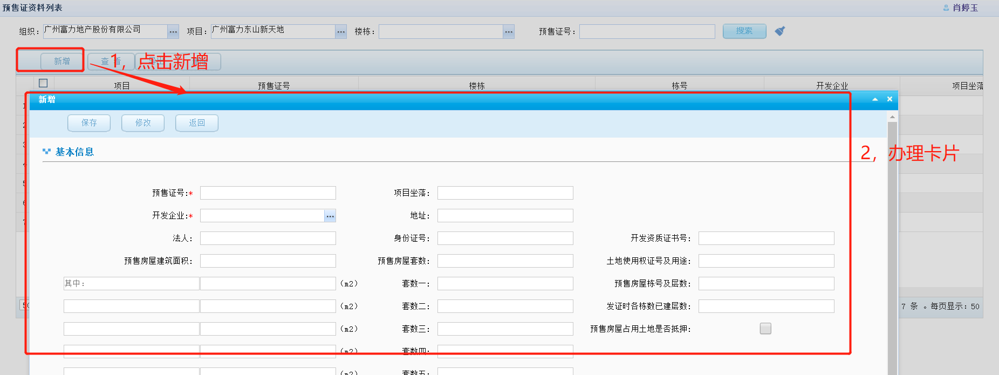 预售证资料列表
肖婷玉
组织：广州富力地产股份有限公司 … 项目：广州富力东山新天地 … 楼栋： … 预售证号： 搜索
新增 查看
1，点击新增
项目 预售证号 楼栋 栋号 开发企业 项目坐落
新增
保存 修改 返回
基本信息
2，办理卡片
预售证号:* 项目坐落:
开发企业:* … 地址:
法人: 身份证号: 开发资质证书号:
预售房屋建筑面积: 预售房屋套数: 土地使用权证号及用途:
其中： （m2） 套数一: 预售房屋栋号及层数:
（m2） 套数二: 发证时各栋数已建层数:
（m2） 套数三: 预售房屋占用土地是否抵押:
（m2） 套数四:
（m2） 套数五:
7 条 。每页显示：50